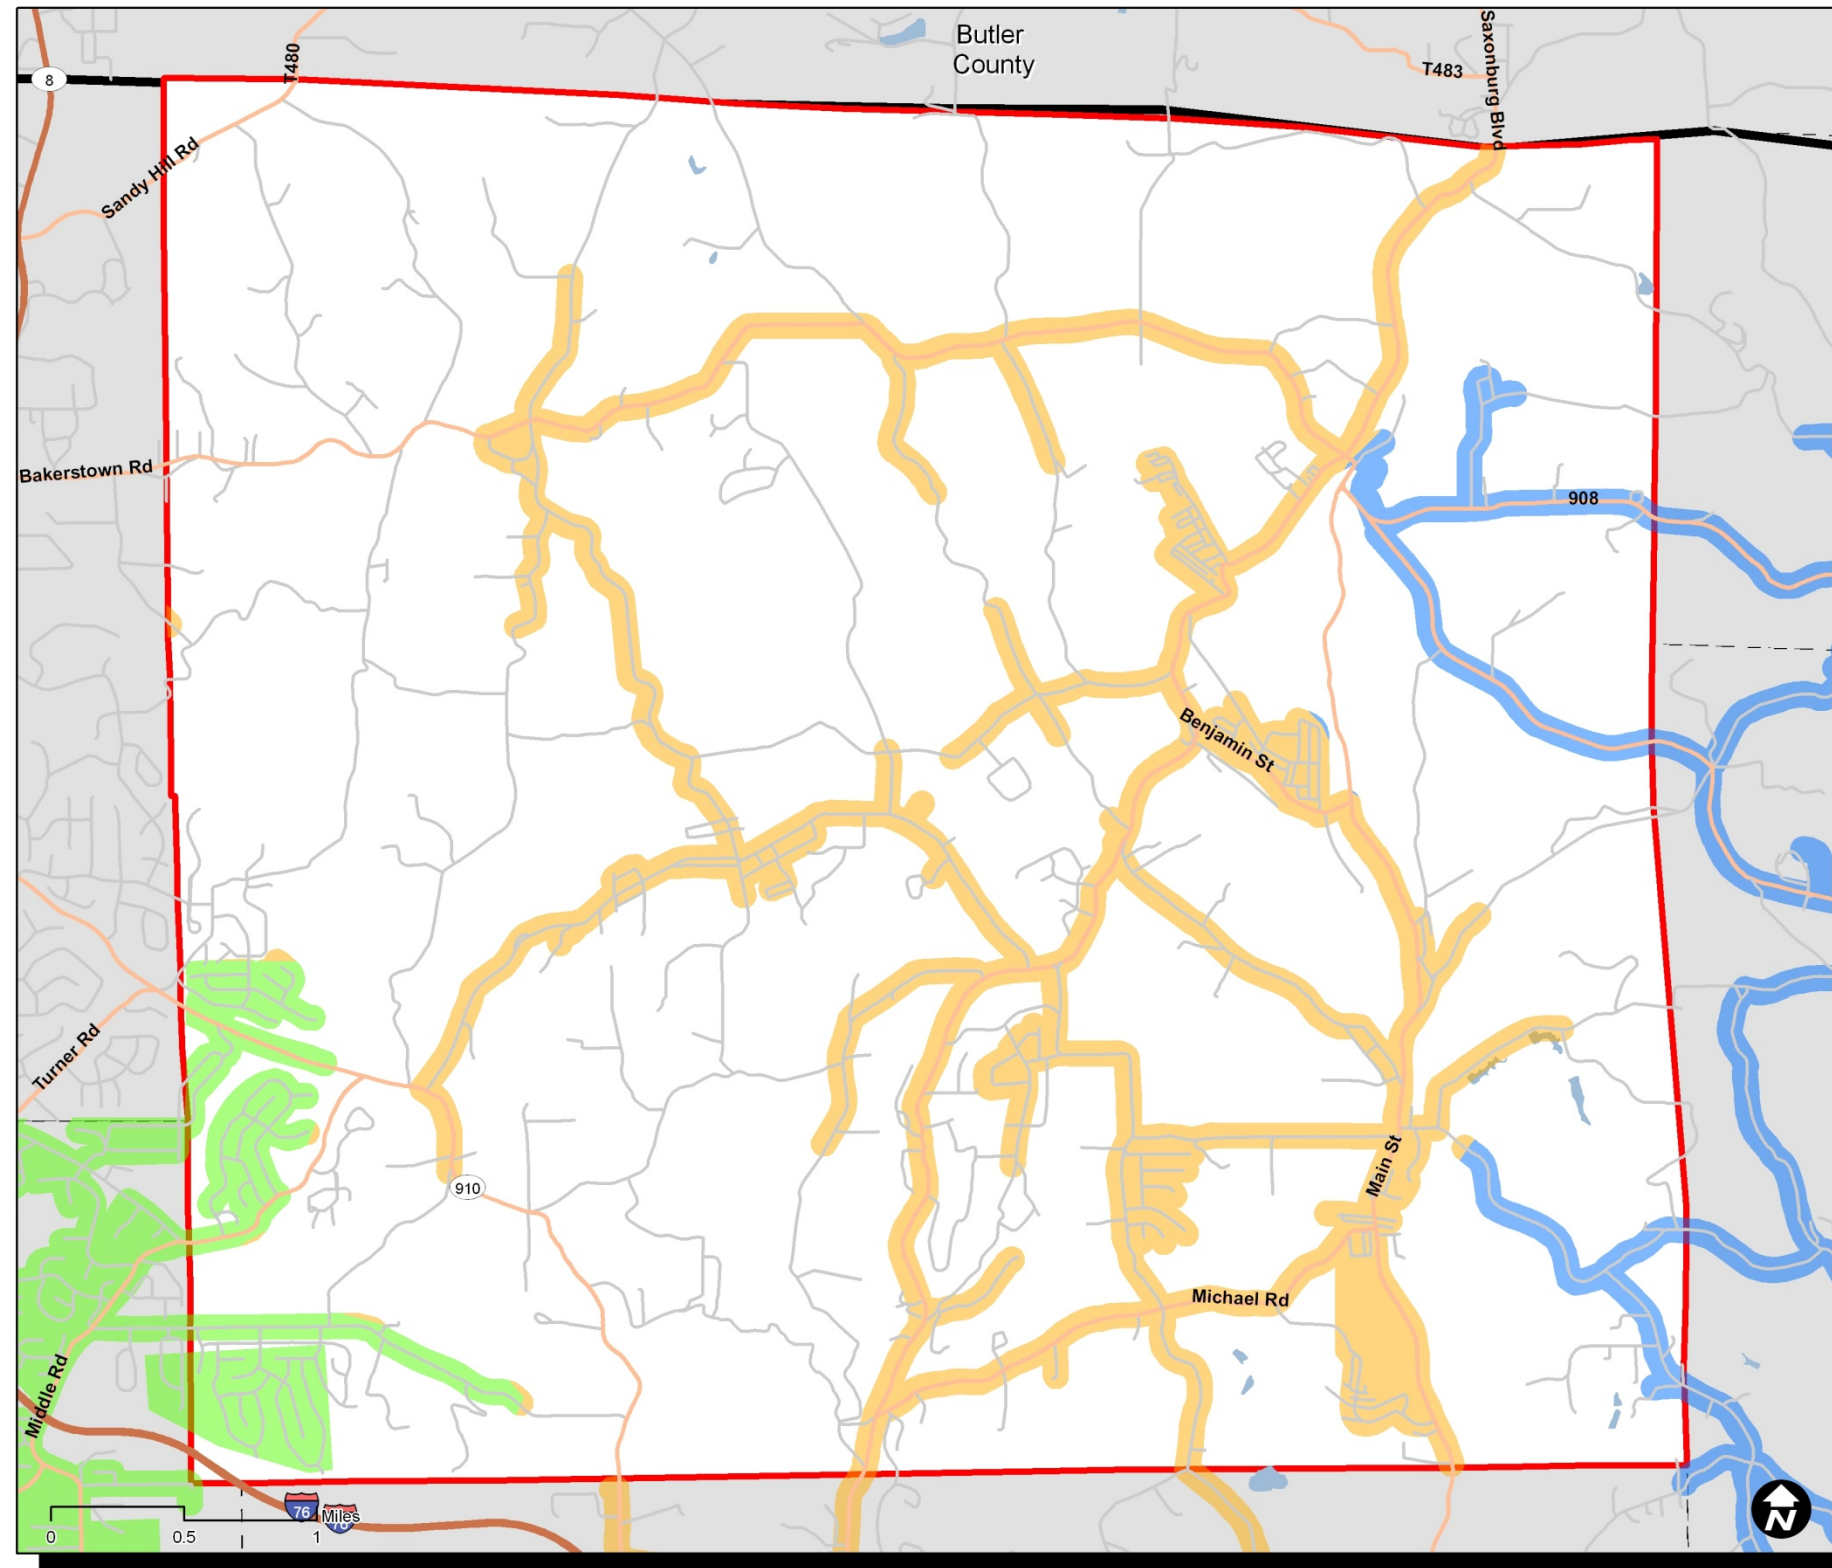 Butler
County
Saxonburg Blvd
T480
T483
8
Sandy Hill Rd
Bakerstown Rd
908
Benjamin St
Turner Rd
Main St
910
Michael Rd
Middle Rd
76
76
Miles
0
0.5
1
N